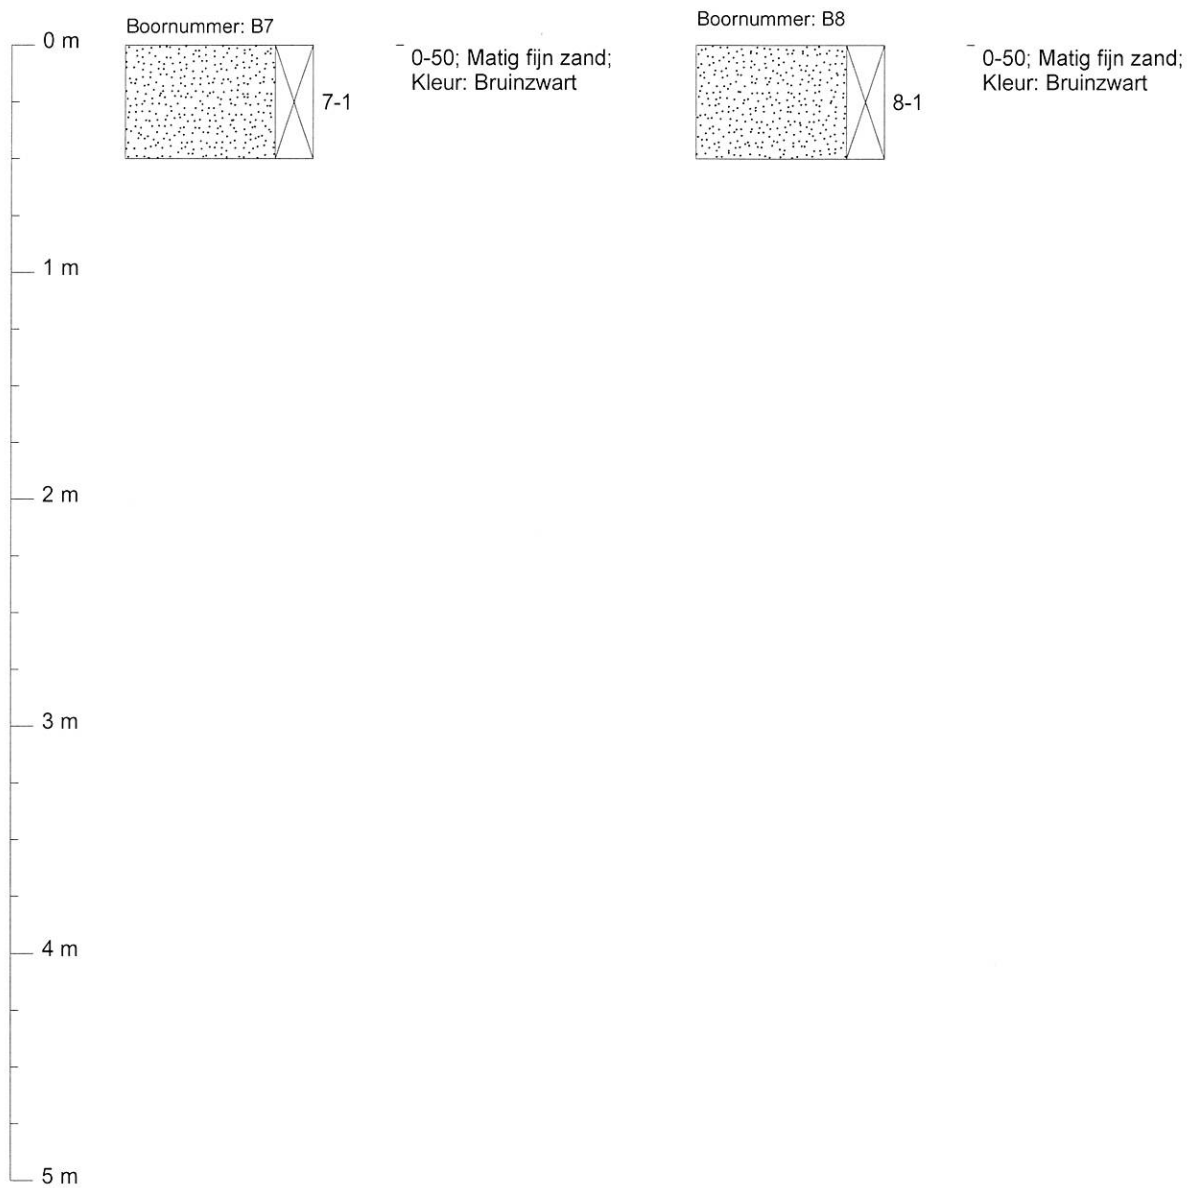 Boornummer: B7
0 m
7-1
0-50; Matig fijn zand;
Kleur: Bruinzwart
Boornummer: B8
8-1
0-50; Matig fijn zand;
Kleur: Bruinzwart
1 m
2 m
3 m
4 m
5 m